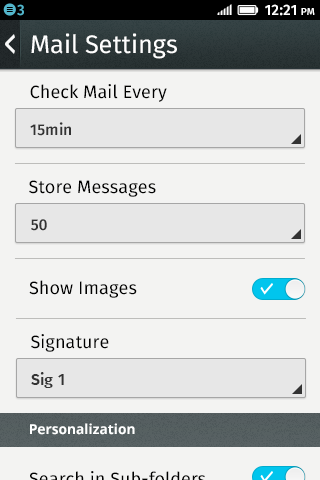 3
12:21 PM
Mail Settings
Check Mail Every
15min
Store Messages
50
Show Images
Signature
Sig 1
Personalization
Search in Sub-folders